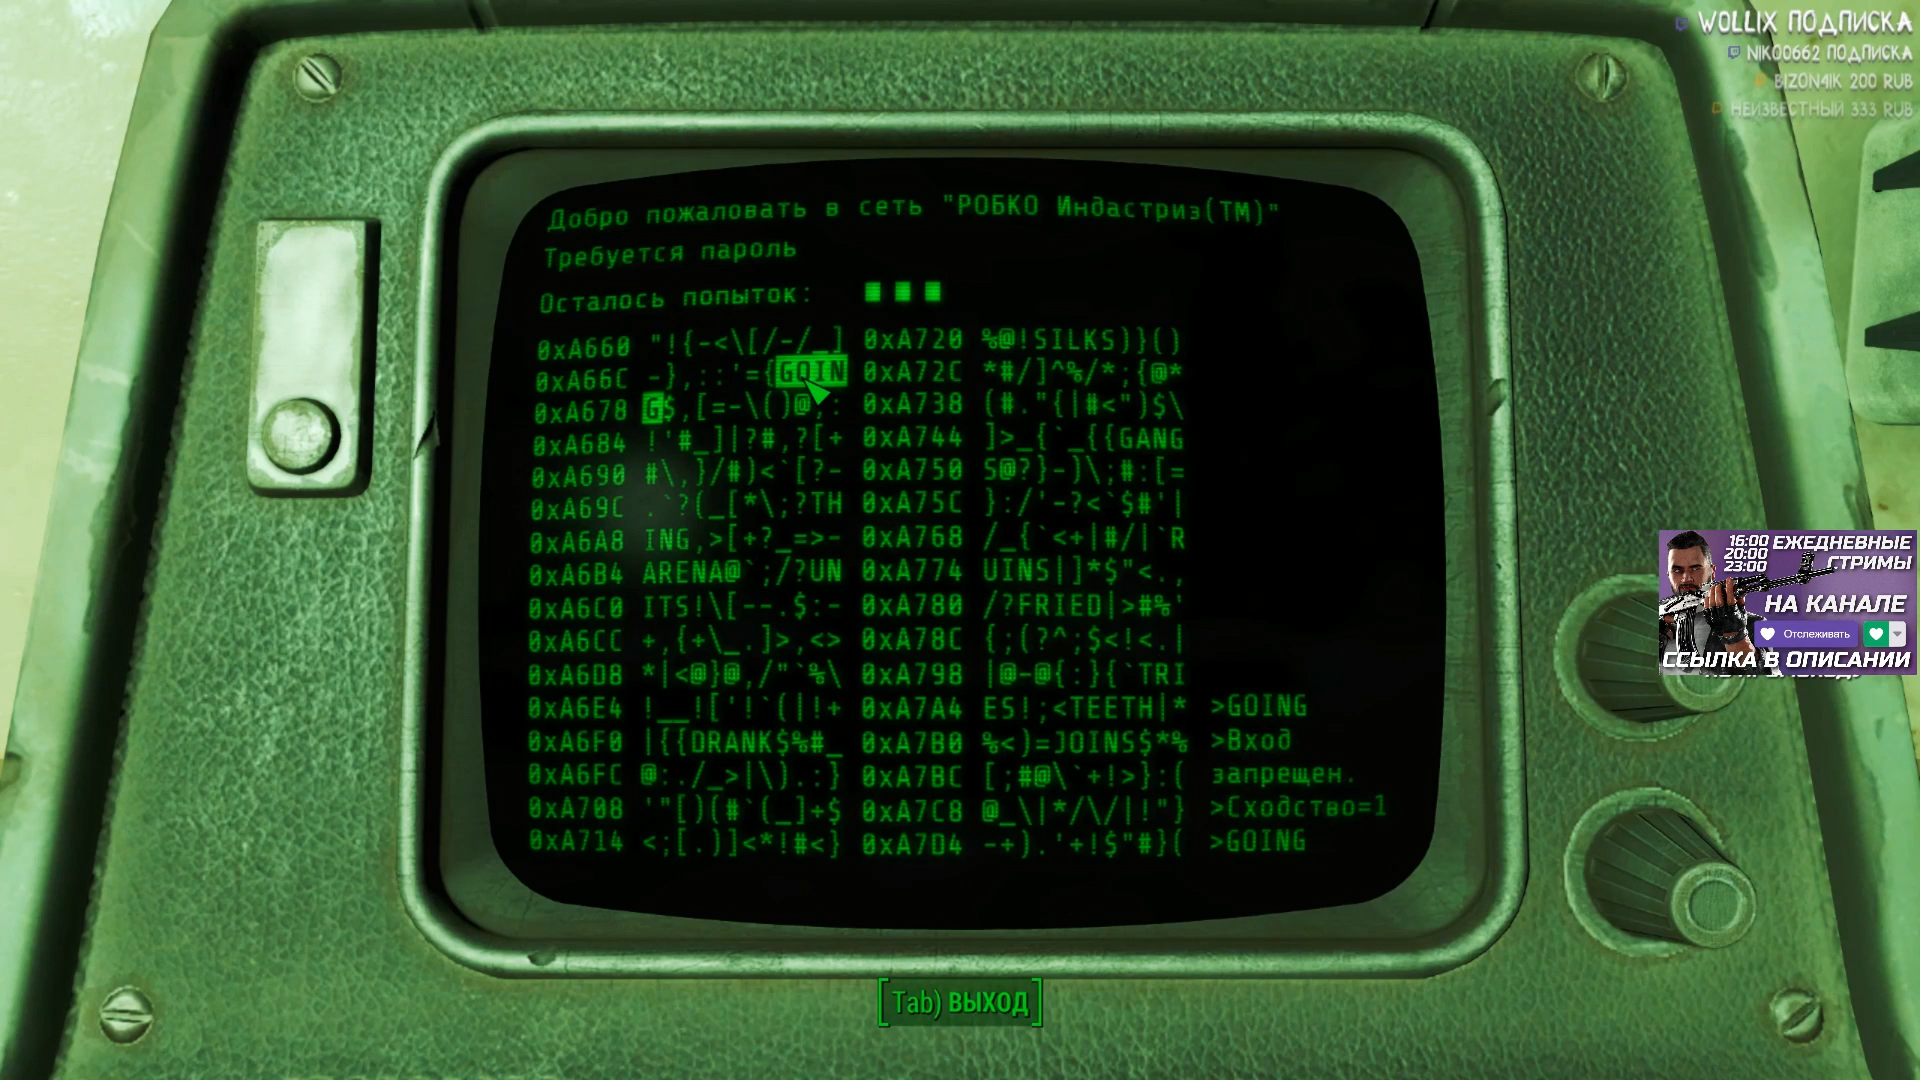 WOLLIX ПОДПИСКА
NIKO0662 ПОДПИСКА
BIZON4IK 200 RUB
НЕИЗВЕСТНЫЙ 333 RUB
Добро пожаловать в сеть "РОБКО Индастриз(ТМ)"
Требуется пароль
Осталось попыток:
0xA660 "!{-<\[/-/_] 0xA720 %@!SILKS)}()
0xA66C -},::'={GOIN 0xA72C *#/]^%/*;{@*
0xA678 G$,[=-\()@,: 0xA738 (#."{|#<")$\
0xA684 !'#_]|?#,?[+ 0xA744 ]>_{`_{{GANG
0xA690 #\,}/#)<`[?- 0xA750 S@?}-)\;#:[=
0xA69C .`?(_[*\;?TH 0xA75C }:/'-?<`$#'|
0xA6A8 ING,>[+?_=>- 0xA768 /_{`<+|#/|`R
0xA6B4 ARENA@`;/?UN 0xA774 UINS|]*$"<.,
0xA6C0 ITS!\[--.$:- 0xA780 /?FRIED|>#%'
0xA6CC +,{+\_.]>,<> 0xA78C {;(?^;$<!<.|
0xA6D8 *|<@}@,/"`%\ 0xA798 |@-@{:}{`TRI
0xA6E4 !__!['!`(|!+ 0xA7A4 ES!;<TEETH|* >GOING
0xA6F0 |{{DRANK$%#_ 0xA7B0 %<)=JOINS$*% >Вход
0xA6FC @:./_>|\).:} 0xA7BC [;#@\`+!>}:( запрещен.
0xA708 '"[)(#`(_]+$ 0xA7C8 @_\|*/\/|!"} >Сходство=1
0xA714 <;[.)]<*!#<} 0xA7D4 -+).'+!$"#}( >GOING
[Tab) ВЫХОД]
16:00 ЕЖЕДНЕВНЫЕ
20:00 СТРИМЫ
23:00
НА КАНАЛЕ
Отслеживать
ССЫЛКА В ОПИСАНИИ